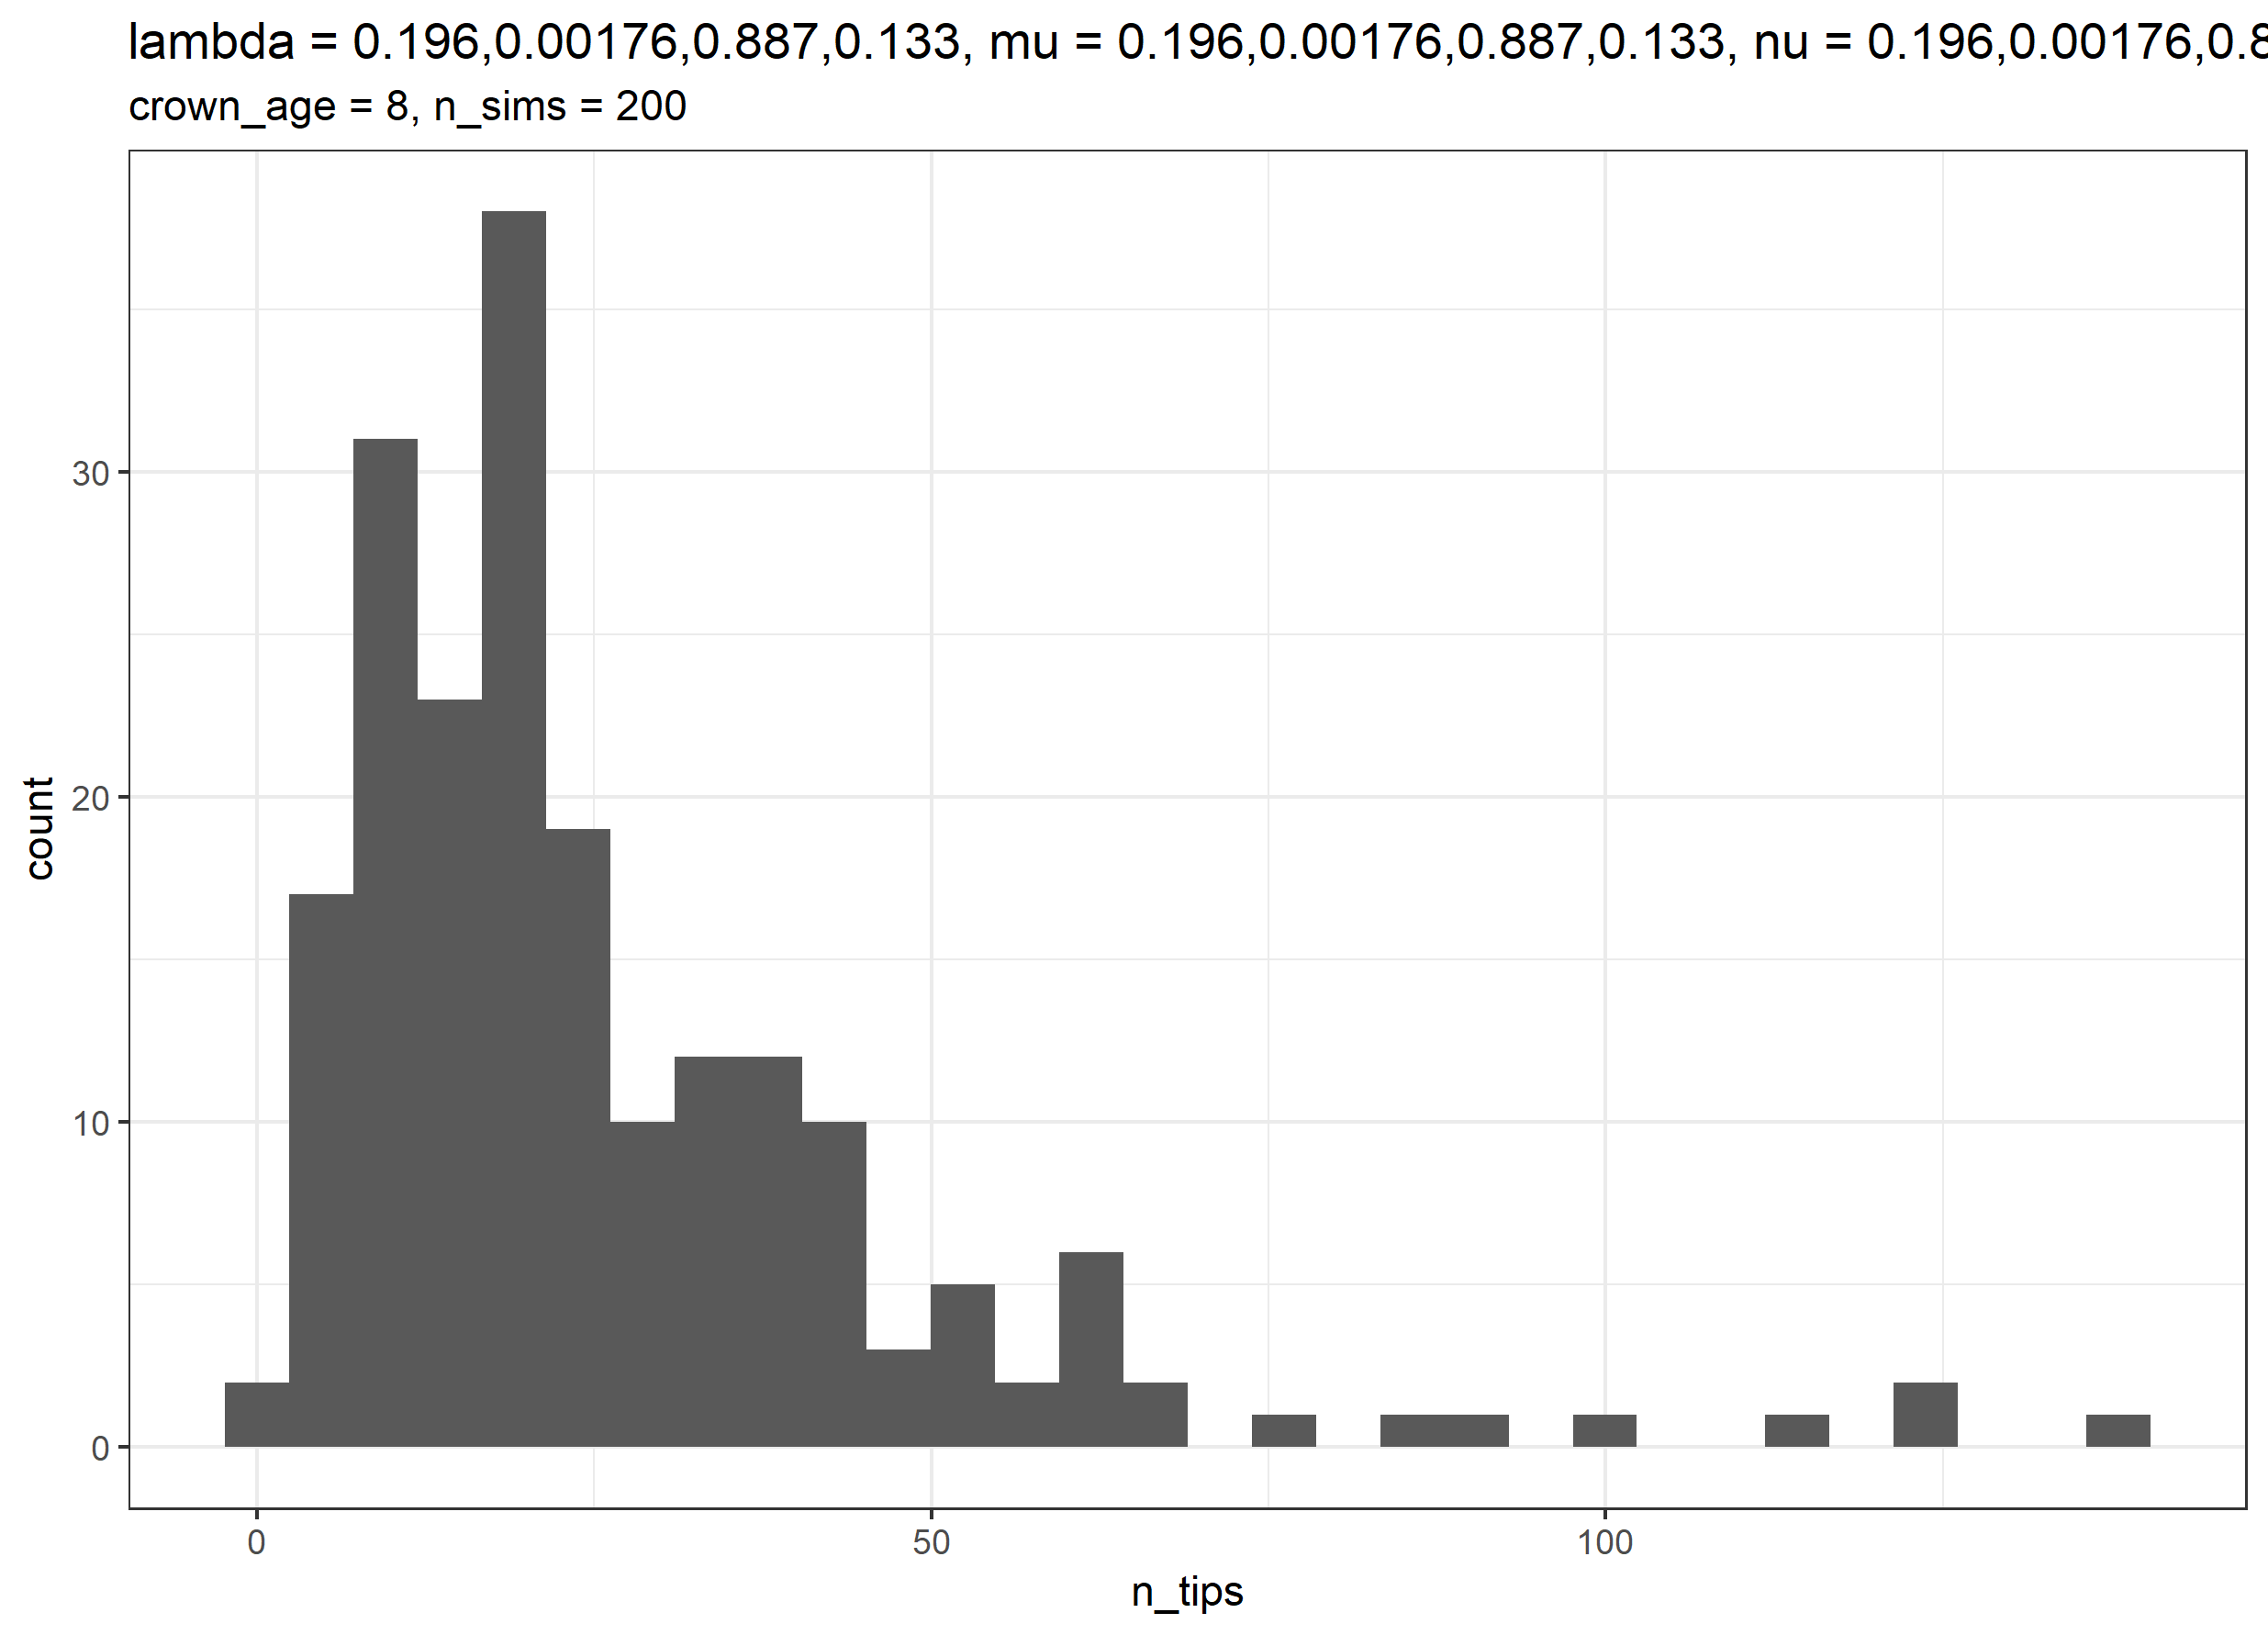 lambda = 0.196,0.00176,0.887,0.133, mu = 0.196,0.00176,0.887,0.133, nu = 0.196,0.00176,0.8
crown_age = 8, n_sims = 200
30
20
10
0
count
0 50 100
n_tips